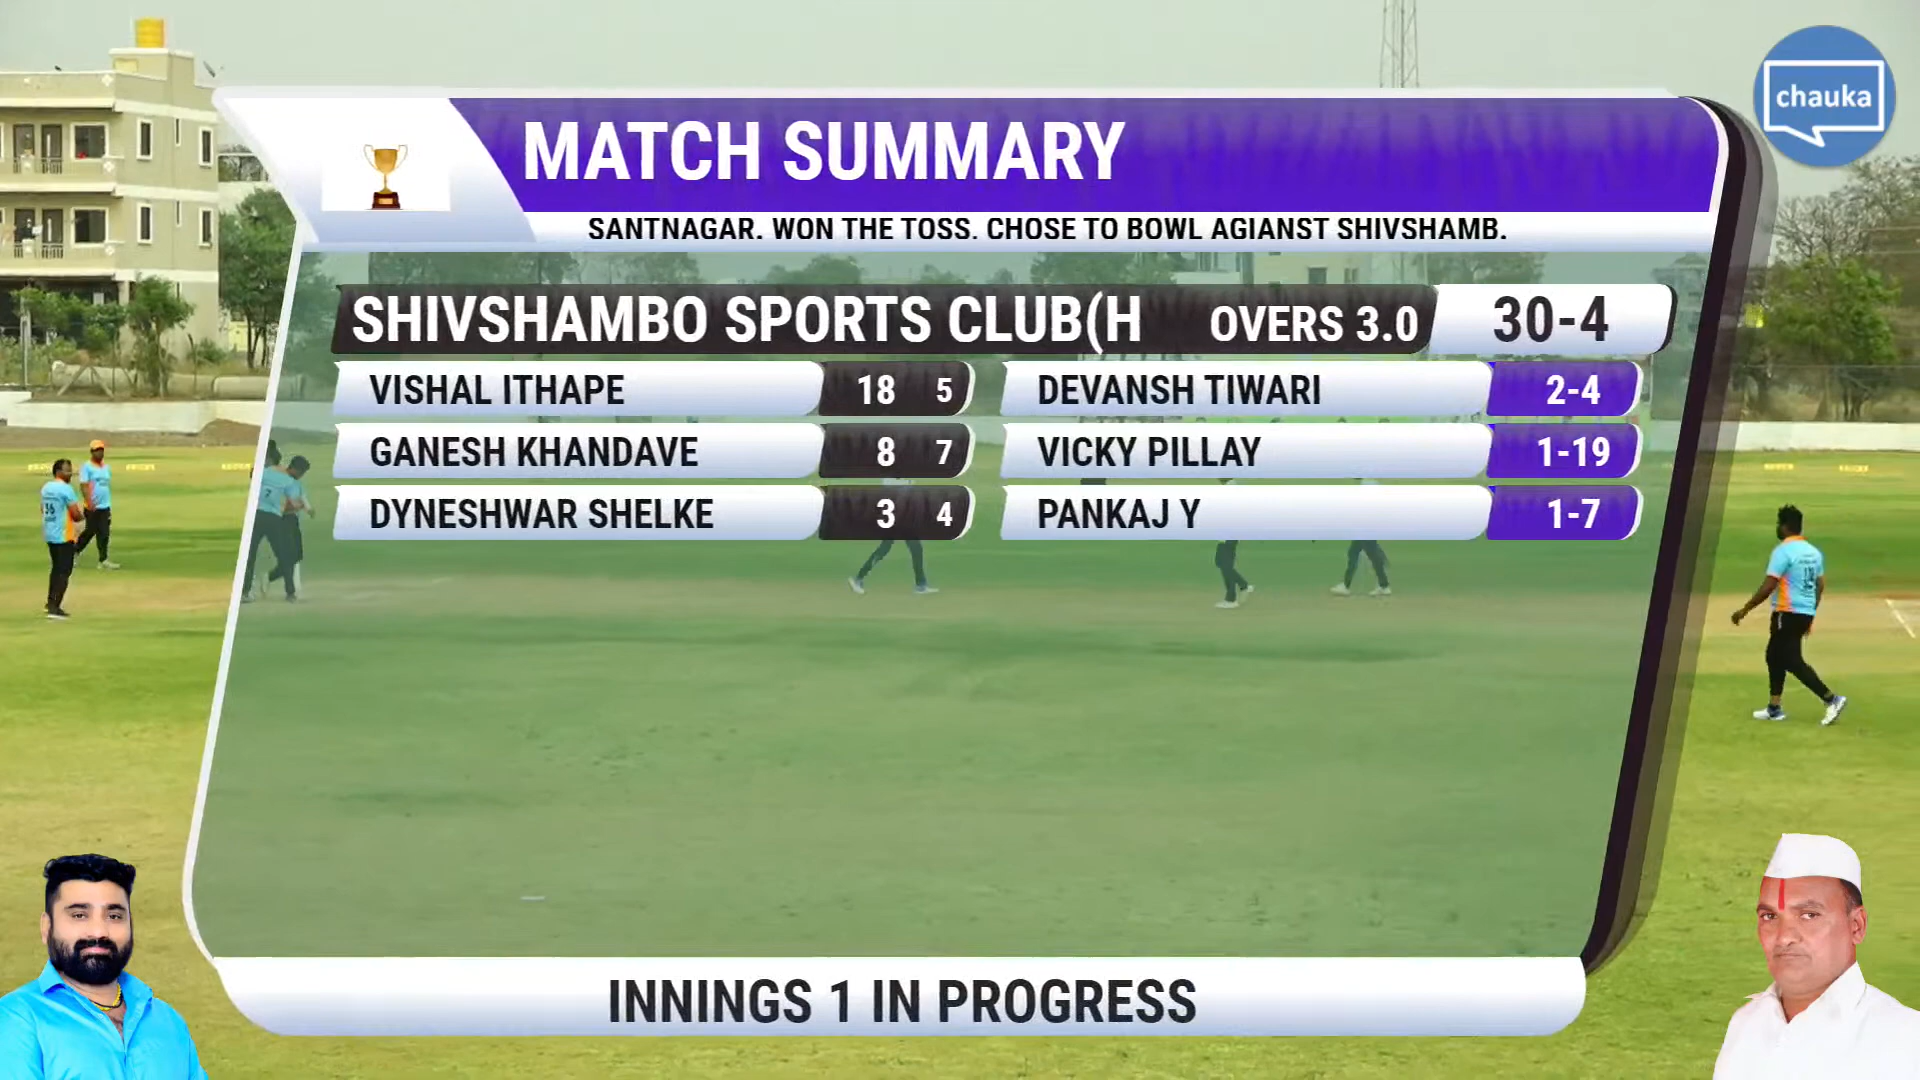 chauka
MATCH SUMMARY
SANTNAGAR. WON THE TOSS. CHOSE TO BOWL AGIANST SHIVSHAMB.
SHIVSHAMBO SPORTS CLUB(H OVERS 3.0 30-4
VISHAL ITHAPE 18 5 DEVANSH TIWARI 2-4
GANESH KHANDAVE 8 7 VICKY PILLAY 1-19
DYNESHWAR SHELKE 3 4 PANKAJ Y 1-7
36
7
INNINGS 1 IN PROGRESS